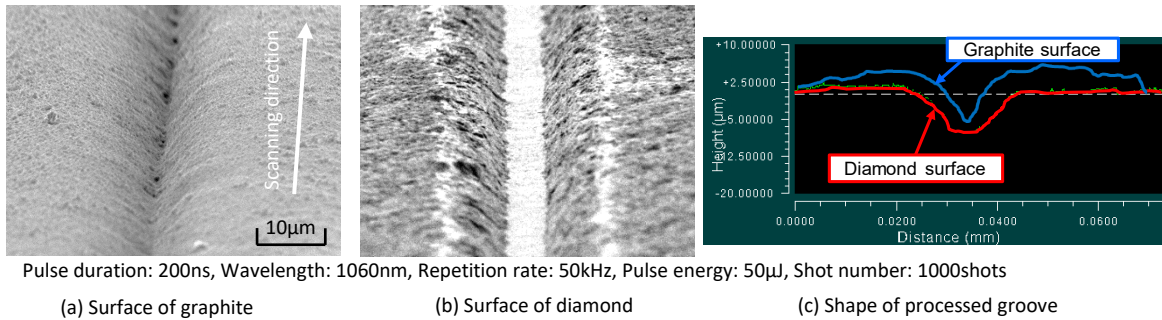 Scanning direction
10μm
+10.00000
+2.50000
-5.00000
-12.50000
-20.00000
Height (μm)
Graphite surface
Diamond surface
0.0000
0.0200
0.0400
0.0600
Distance (mm)
Pulse duration: 200ns, Wavelength: 1060nm, Repetition rate: 50kHz, Pulse energy: 50μJ, Shot number: 1000shots
(a) Surface of graphite
(b) Surface of diamond
(c) Shape of processed groove